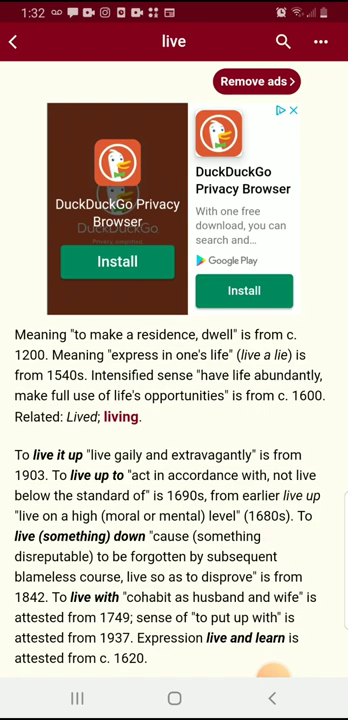 1:32
live
Remove ads >
DuckDuckGo Privacy
Browser
DuckDuckGo
Privacy, simplified.
Install
DuckDuckGo
Privacy Browser
With one free
download, you can
search and...
Google Play
Install
Meaning "to make a residence, dwell" is from c.
1200. Meaning "express in one's life" (live a lie) is
from 1540s. Intensified sense "have life abundantly,
make full use of life's opportunities" is from c. 1600.
Related: Lived; living.
To live it up "live gaily and extravagantly" is from
1903. To live up to "act in accordance with, not live
below the standard of" is 1690s, from earlier live up
"live on a high (moral or mental) level" (1680s). To
live (something) down "cause (something
disreputable) to be forgotten by subsequent
blameless course, live so as to disprove" is from
1842. To live with "cohabit as husband and wife" is
attested from 1749; sense of "to put up with" is
attested from 1937. Expression live and learn is
attested from c. 1620.